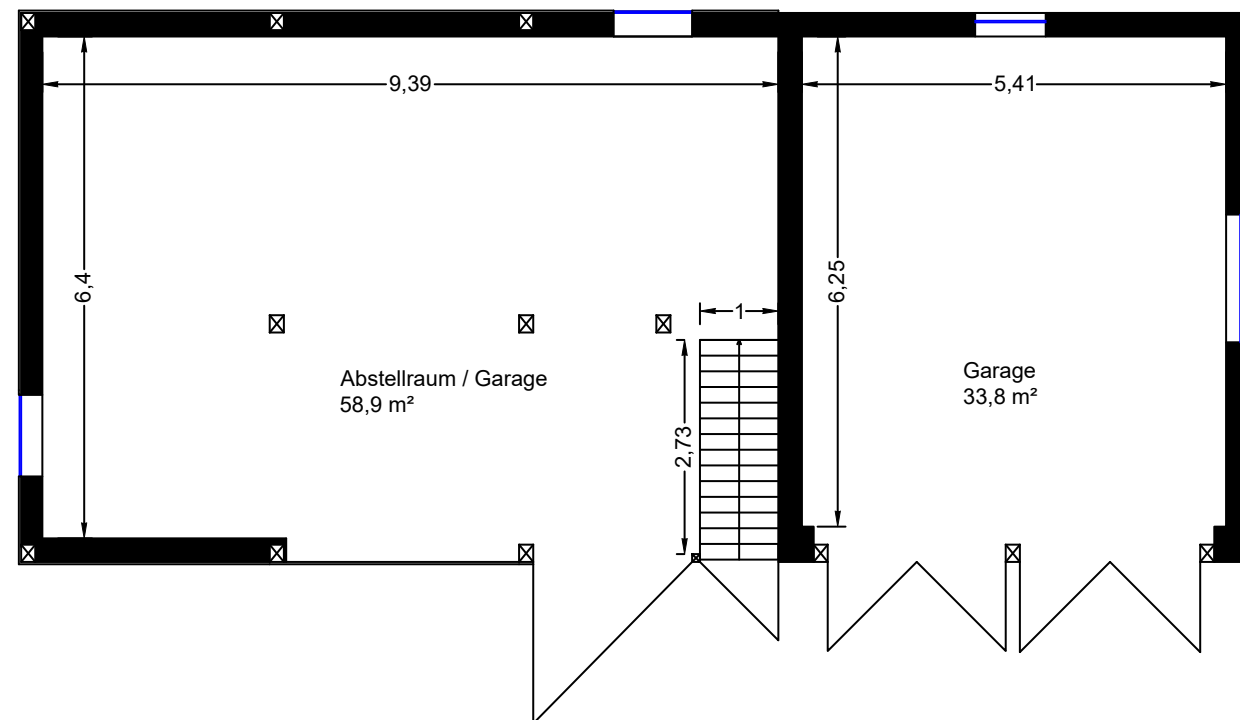 9,39
5,41
6,4
6,25
1
Abstellraum / Garage
58,9 m²
Garage
33,8 m²
2,73